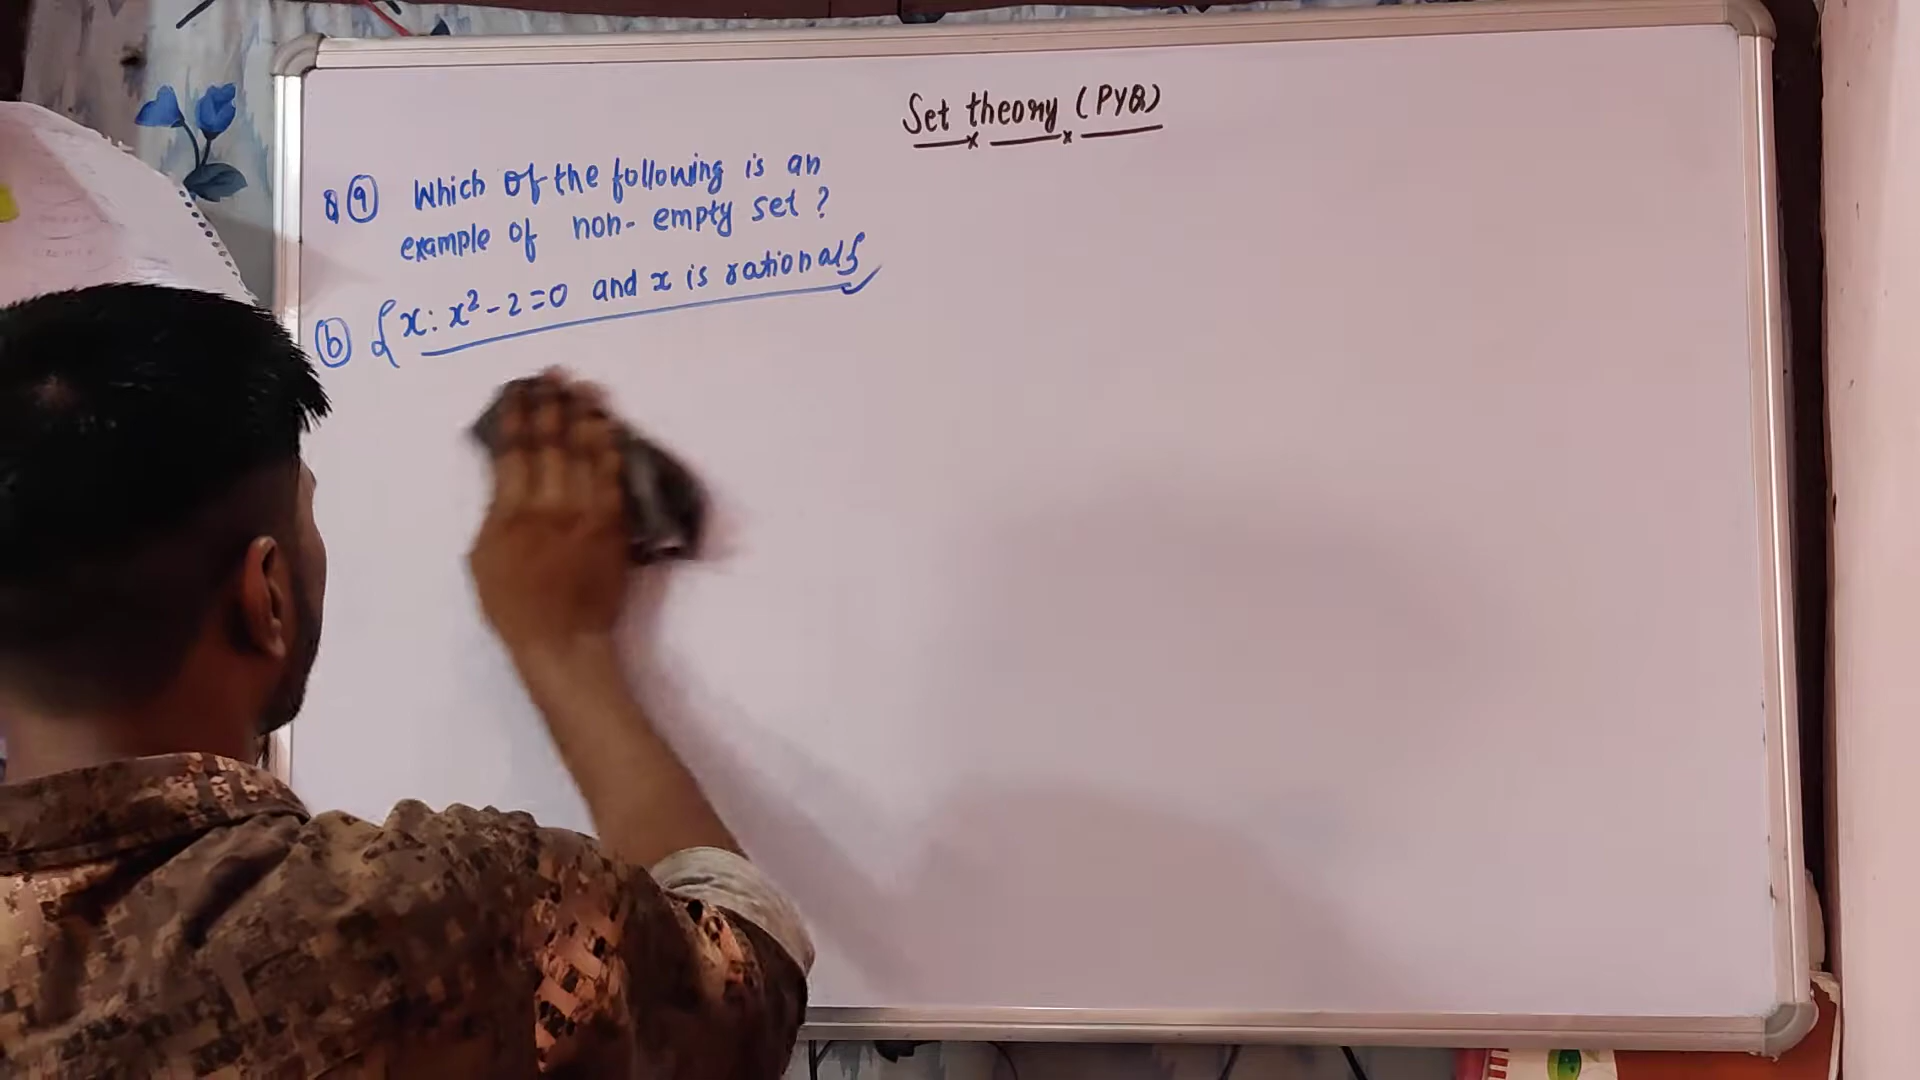 Set theory (PYQ)
Q 9 Which of the following is an
example of non-empty set ?
b {x: x² - 2 = 0 and x is rational}